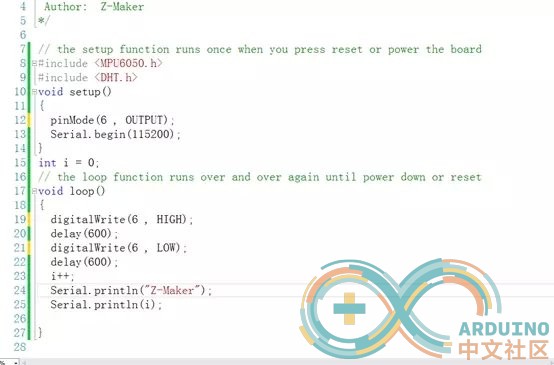 4  Author:  Z-Maker
5 */
6
7 // the setup function runs once when you press reset or power the board
8 #include <MPU6050.h>
9 #include <DHT.h>
10 void setup()
11 {
12   pinMode(6 , OUTPUT);
13   Serial.begin(115200);
14 }
15 int i = 0;
16 // the loop function runs over and over again until power down or reset
17 void loop()
18 {
19   digitalWrite(6 , HIGH);
20   delay(600);
21   digitalWrite(6 , LOW);
22   delay(600);
23   i++;
24   Serial.println("Z-Maker");
25   Serial.println(i);
26
27 }
28
%
ARDUINO
中文社区